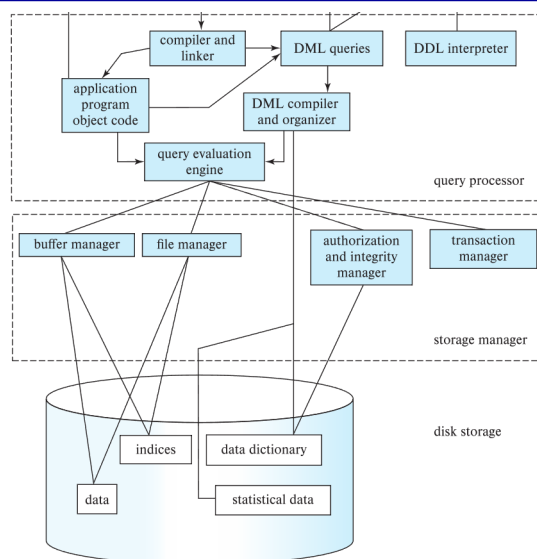 compiler and
linker
DML queries
DDL interpreter
application
program
object code
DML compiler
and organizer
query evaluation
engine
query processor
buffer manager
file manager
authorization
and integrity
manager
transaction
manager
storage manager
disk storage
indices
data dictionary
data
statistical data